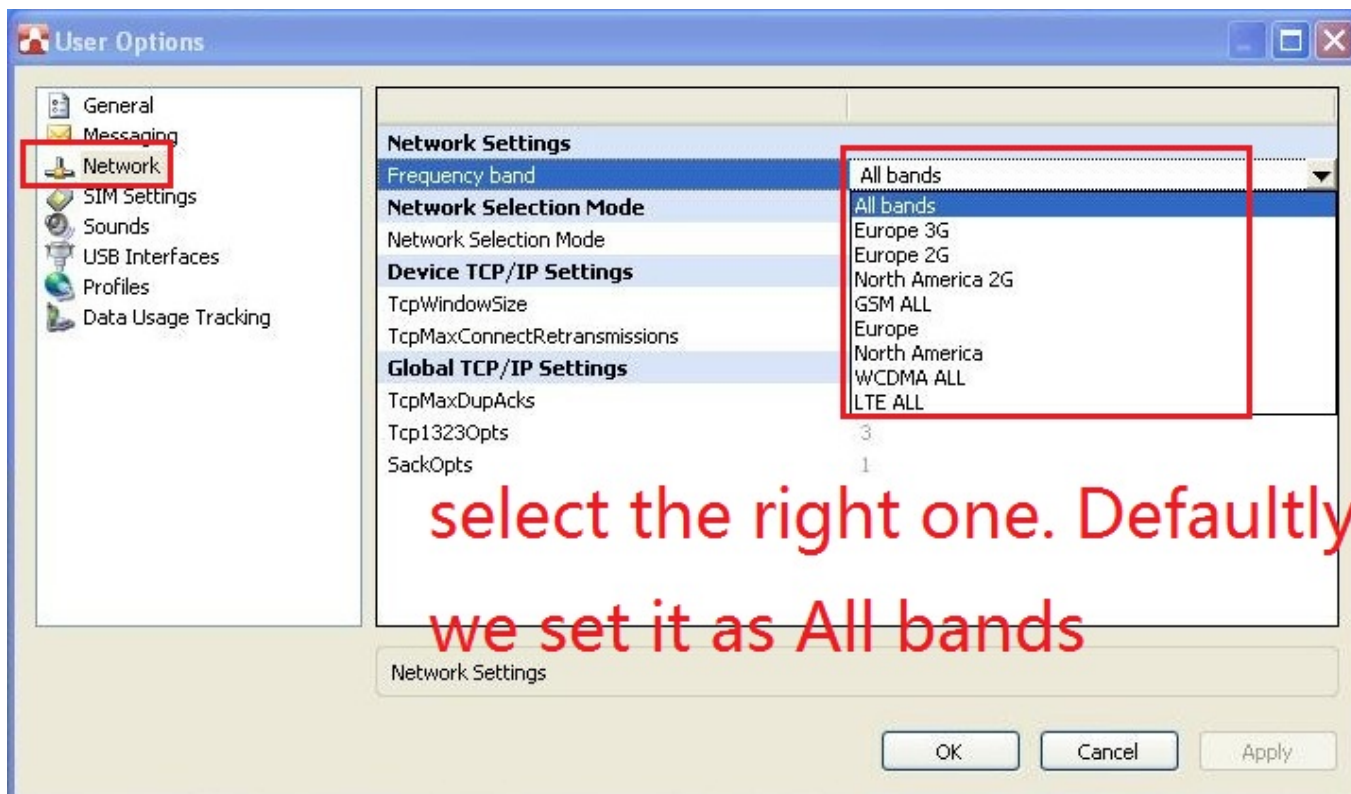 User Options
General
Messaging
Network
SIM Settings
Sounds
USB Interfaces
Profiles
Data Usage Tracking
Network Settings
Frequency band All bands
Network Selection Mode
Network Selection Mode
Device TCP/IP Settings
TcpWindowSize
TcpMaxConnectRetransmissions
Global TCP/IP Settings
TcpMaxDupAcks
Tcp1323Opts 3
SackOpts 1
All bands
Europe 3G
Europe 2G
North America 2G
GSM ALL
Europe
North America
WCDMA ALL
LTE ALL
select the right one. Defaultly
we set it as All bands
Network Settings
OK Cancel Apply